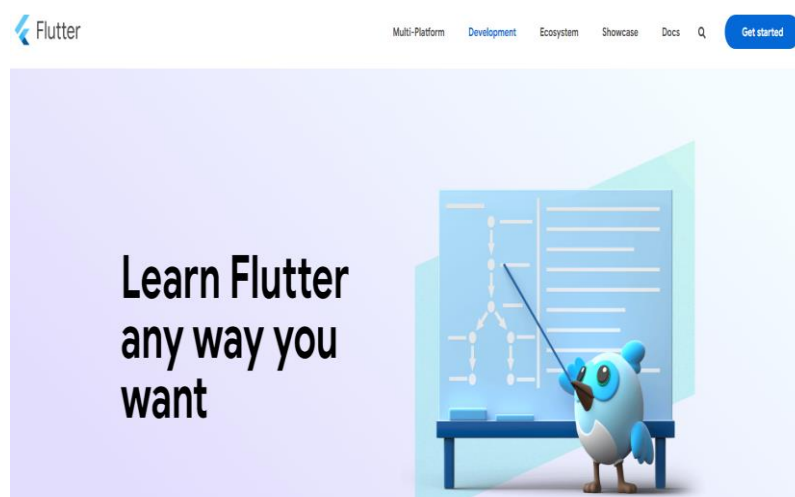 Flutter
Multi-Platform Development Ecosystem Showcase Docs Get started
Learn Flutter
any way you
want